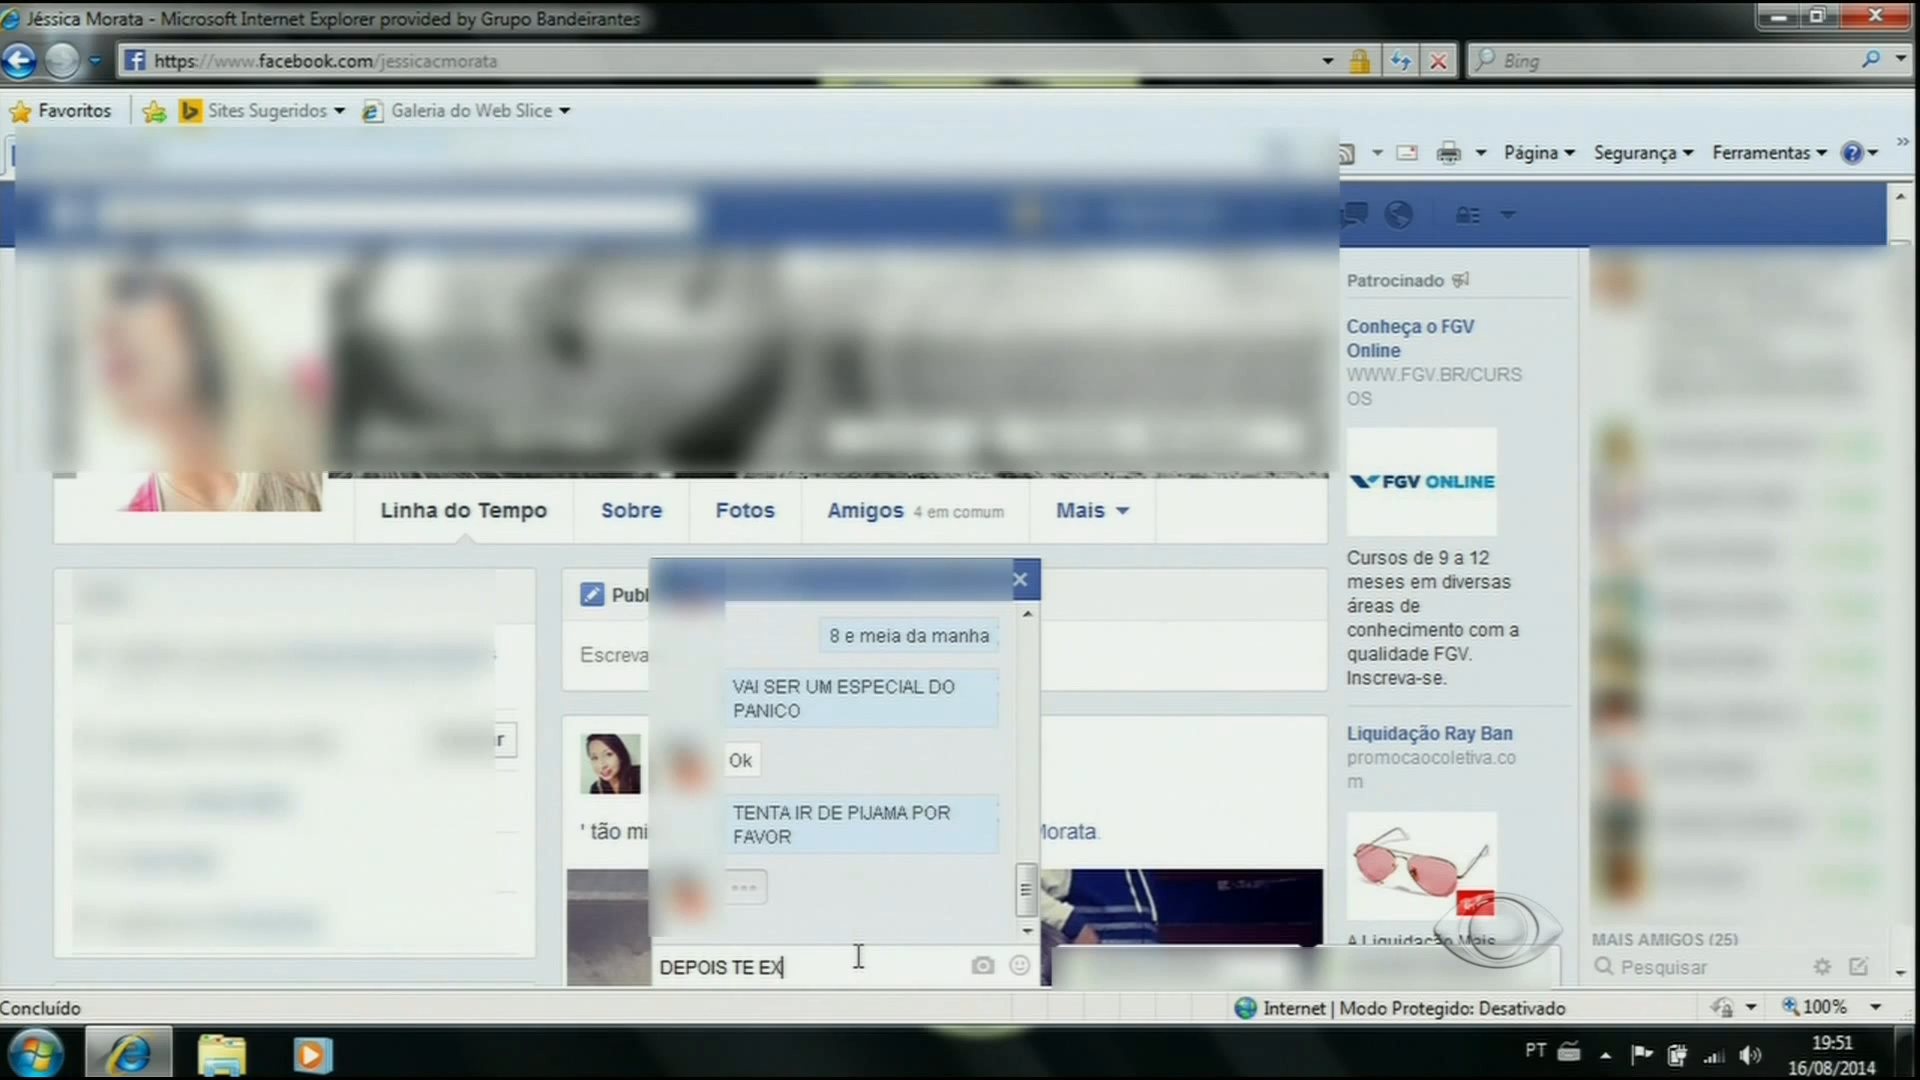 Jéssica Morata - Microsoft Internet Explorer provided by Grupo Bandeirantes
https://www.facebook.com/jessicacmorata
Bing
Favoritos
Sites Sugeridos
Galeria do Web Slice
Página
Segurança
Ferramentas
Patrocinado
Conheça o FGV
Online
WWW.FGV.BR/CURS
OS
FGV ONLINE
Cursos de 9 a 12
meses em diversas
áreas de
conhecimento com a
qualidade FGV.
Inscreva-se.
Liquidação Ray Ban
promocaocoletiva.co
m
A Liquidação Mais
Linha do Tempo
Sobre
Fotos
Amigos 4 em comum
Mais
Publ
Escreva
' tão mi
Morata.
8 e meia da manha
VAI SER UM ESPECIAL DO
PANICO
Ok
TENTA IR DE PIJAMA POR
FAVOR
DEPOIS TE EX
MAIS AMIGOS (25)
Pesquisar
Concluído
Internet | Modo Protegido: Desativado
100%
PT
19:51
16/08/2014